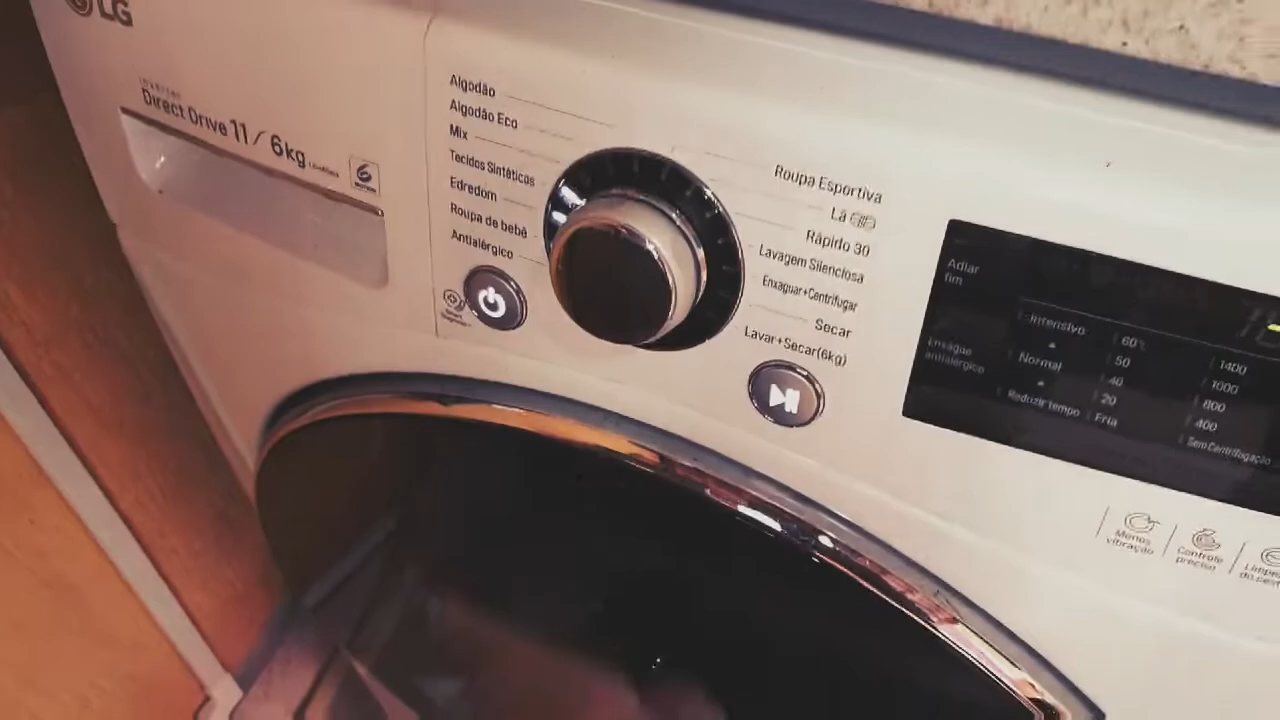 LG
Inverter
Direct Drive 11/6kg
Algodão
Algodão Eco
Mix
Tecidos Sintéticos
Edredom
Roupa de bebê
Antialérgico
Roupa Esportiva
Lã
Rápido 30
Lavagem Silenciosa
Enxaguar+Centrifugar
Secar
Lavar+Secar(6kg)
Adiar
fim
Enxágue
antialérgico
Intensivo
Normal
Reduzir tempo
60
50
40
20
Fria
1400
1000
800
400
Sem Centrifugação
Menos
vibração
Controle
preciso